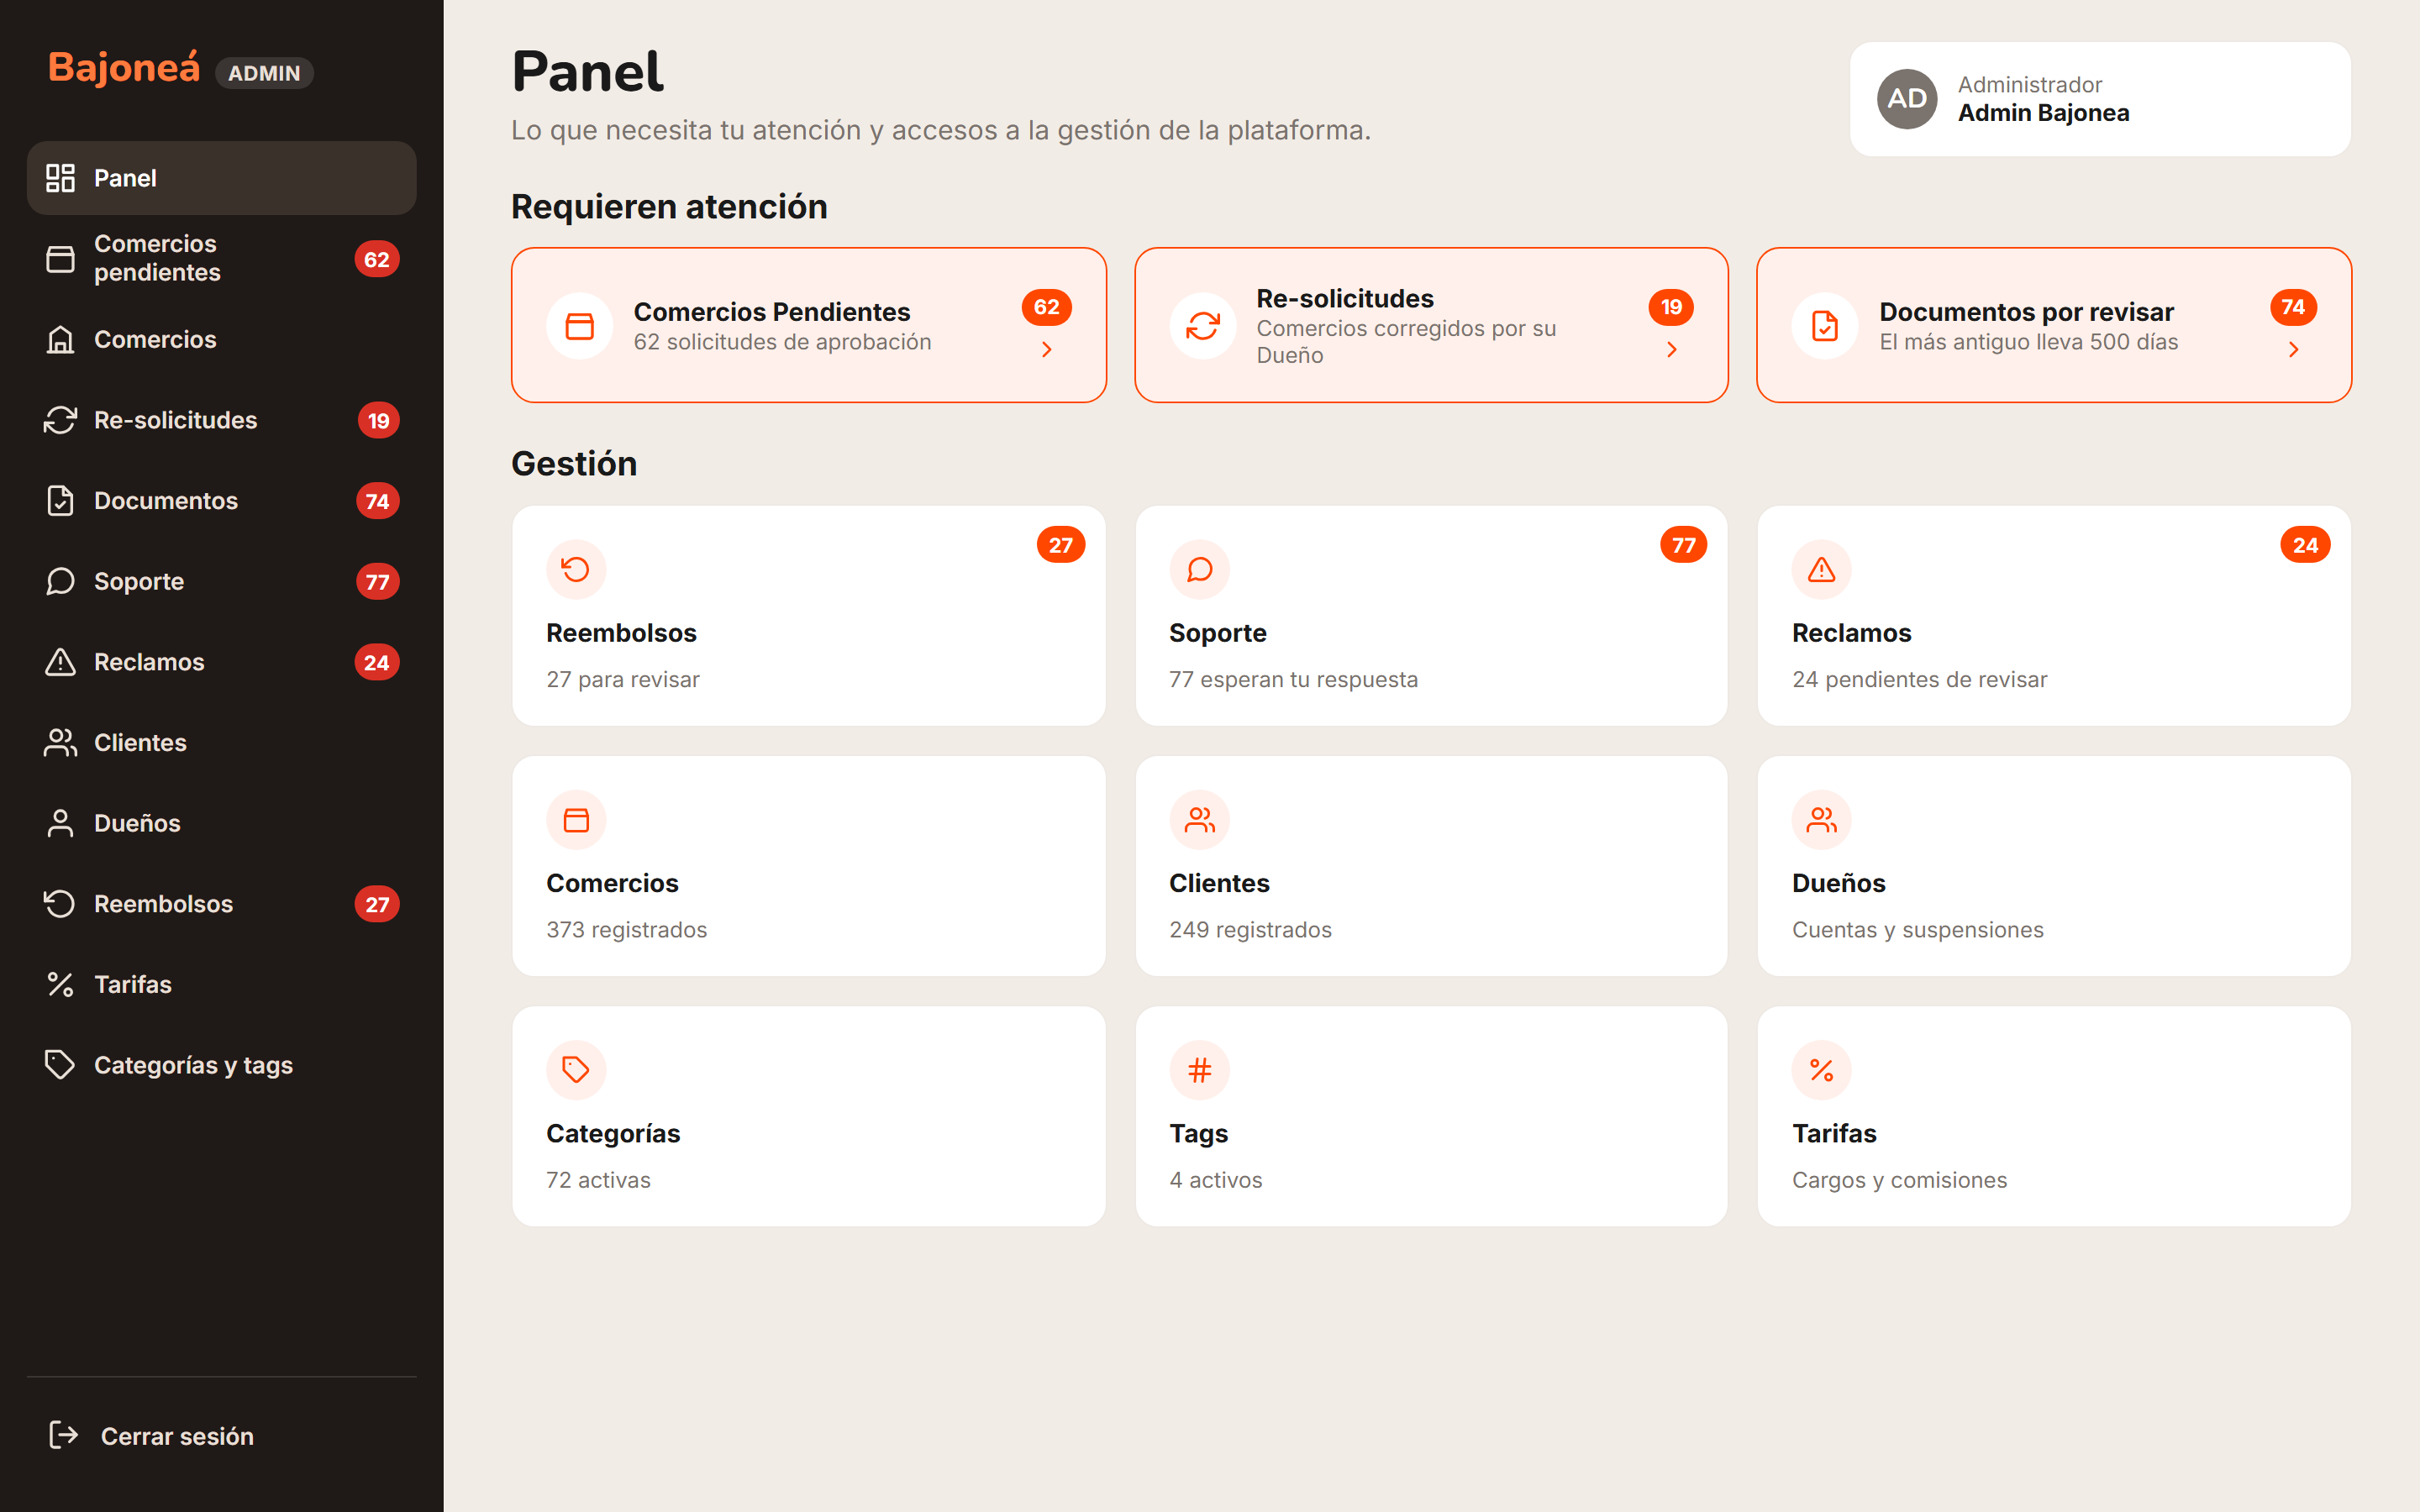 Bajoneá ADMIN
Panel
Comercios
pendientes
62
Comercios
Re-solicitudes 19
Documentos 74
Soporte 77
Reclamos 24
Clientes
Dueños
Reembolsos 27
Tarifas
Categorías y tags
Cerrar sesión
Panel
Lo que necesita tu atención y accesos a la gestión de la plataforma.
AD
Administrador
Admin Bajonea
Requieren atención
Comercios Pendientes
62 solicitudes de aprobación
62
Re-solicitudes
Comercios corregidos por su
Dueño
19
Documentos por revisar
El más antiguo lleva 500 días
74
Gestión
27
Reembolsos
27 para revisar
77
Soporte
77 esperan tu respuesta
24
Reclamos
24 pendientes de revisar
Comercios
373 registrados
Clientes
249 registrados
Dueños
Cuentas y suspensiones
Categorías
72 activas
Tags
4 activos
Tarifas
Cargos y comisiones